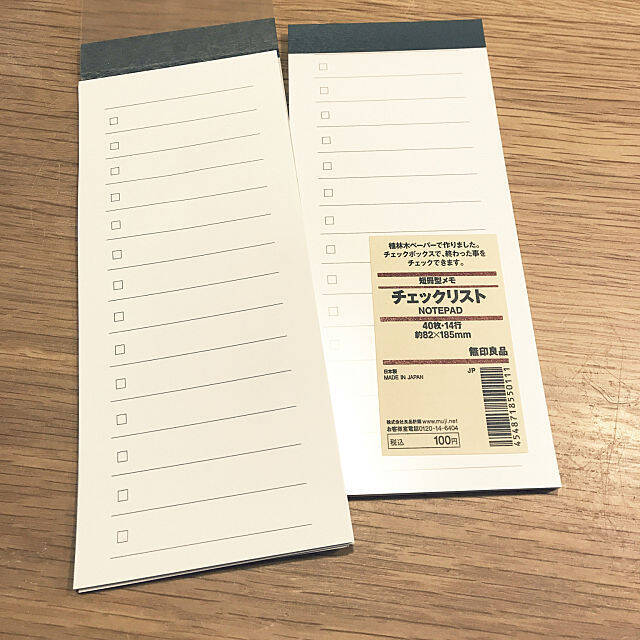 植林木ペーパーで作りました。
チェックボックスで、終わった事を
チェックできます。
短冊型メモ
チェックリスト
NOTEPAD
40枚・14行
約82×185mm
無印良品
日本製
MADE IN JAPAN
JP
株式会社良品計画 www.muji.net
お客様室電話0120-14-6404
税込 100円
4548718550111